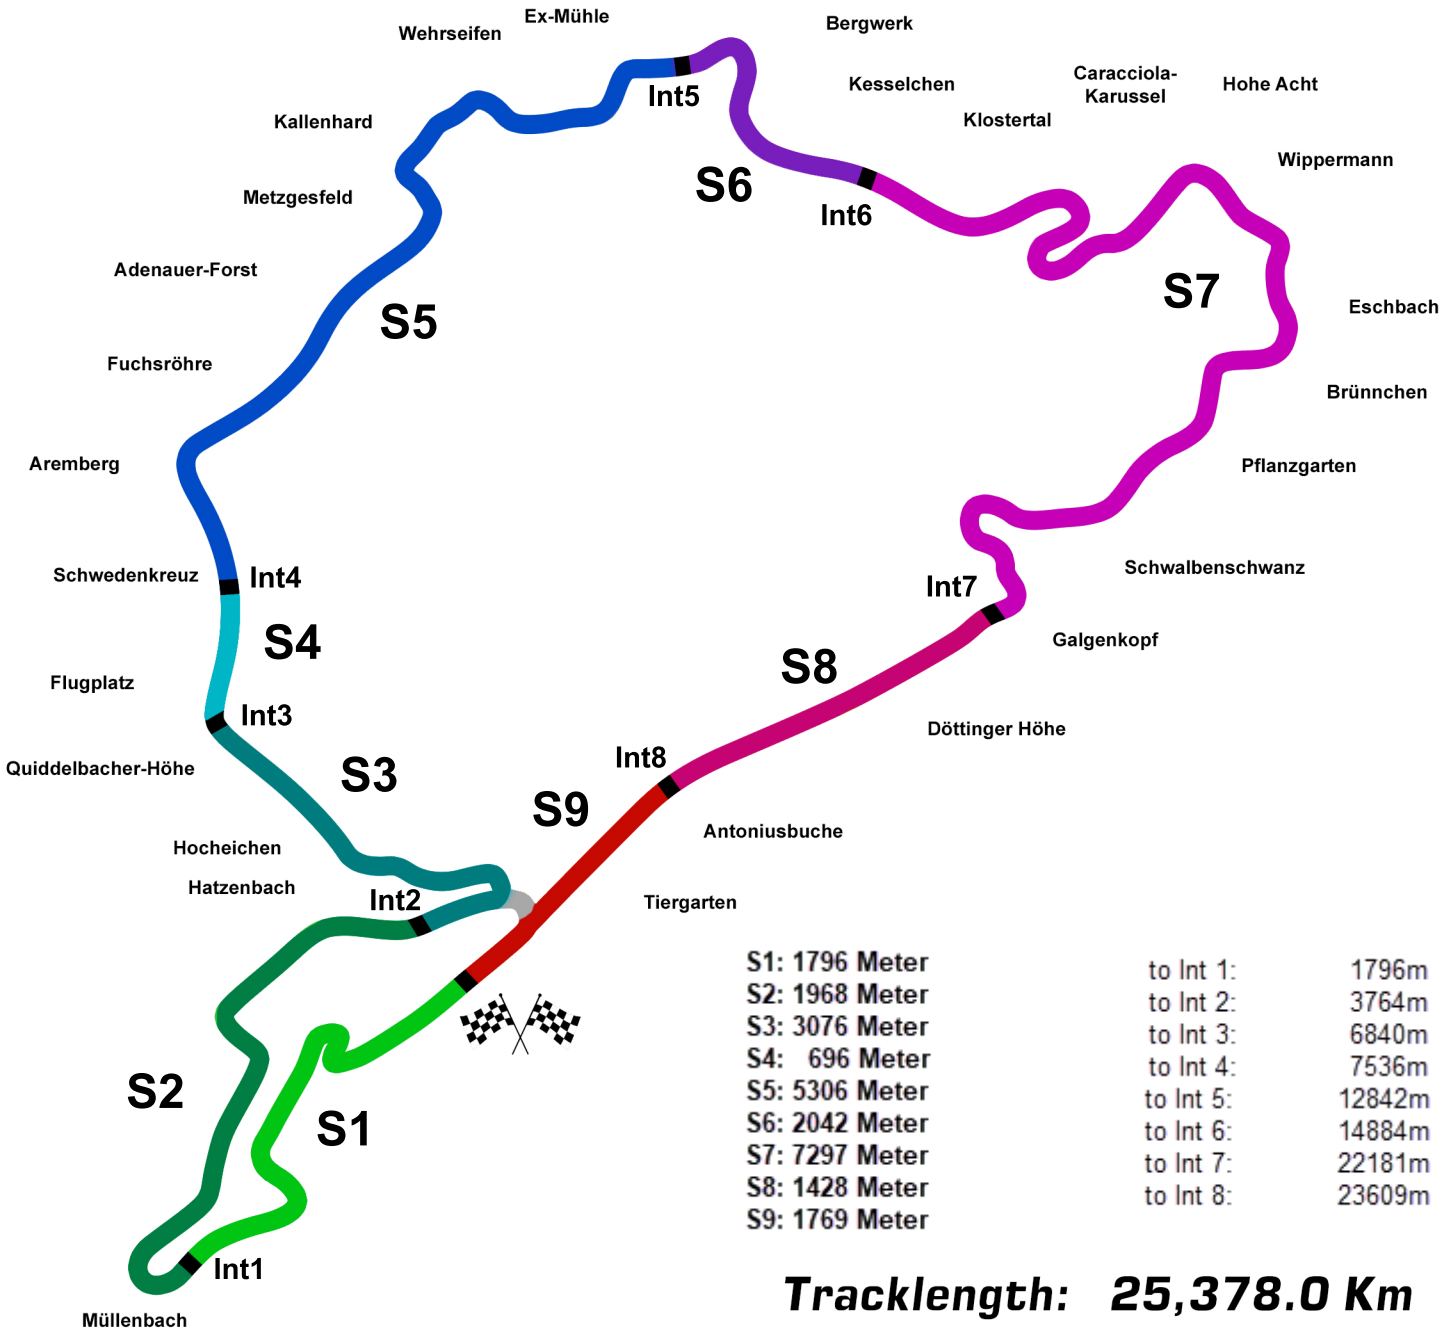 Ex-Mühle
Bergwerk
Wehrseifen
Caracciola-
Karussel
Hohe Acht
Kesselchen
Int5
Klostertal
Kallenhard
Wippermann
S6
Metzgesfeld
Int6
Adenauer-Forst
S7
Eschbach
S5
Fuchsröhre
Brünnchen
Aremberg
Pflanzgarten
Schwedenkreuz
Int4
Schwalbenschwanz
Int7
S4
Galgenkopf
S8
Flugplatz
Int3
Döttinger Höhe
Int8
Quiddelbacher-Höhe
S3
S9
Antoniusbuche
Hocheichen
Hatzenbach
Int2
Tiergarten
S1: 1796 Meter
S2: 1968 Meter
S3: 3076 Meter
S4: 696 Meter
S5: 5306 Meter
S6: 2042 Meter
S7: 7297 Meter
S8: 1428 Meter
S9: 1769 Meter
to Int 1: 1796m
to Int 2: 3764m
to Int 3: 6840m
to Int 4: 7536m
to Int 5: 12842m
to Int 6: 14884m
to Int 7: 22181m
to Int 8: 23609m
S2
S1
Int1
Müllenbach
Tracklength: 25,378.0 Km